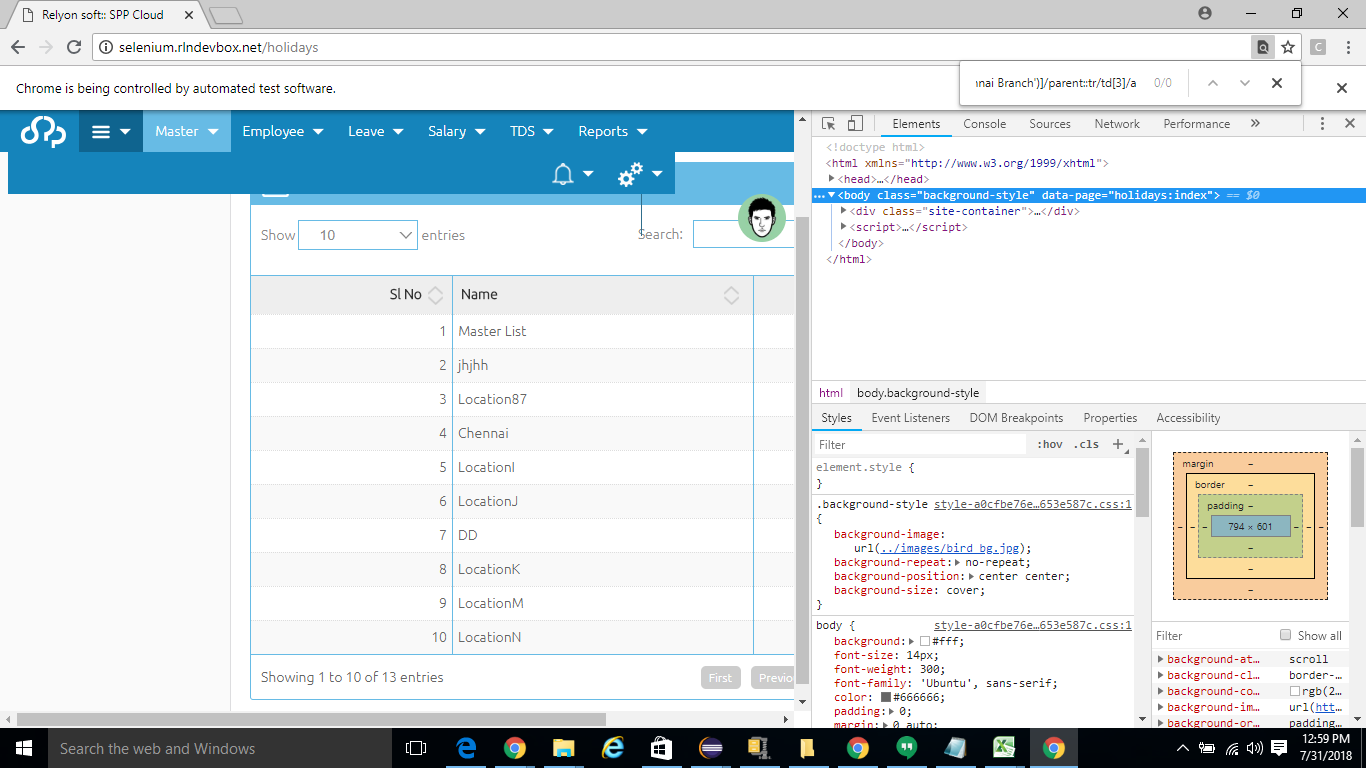 Relyon soft:: SPP Cloud
selenium.rlndevbox.net/holidays
C
Chrome is being controlled by automated test software.
nai Branch')]/parent::tr/td[3]/a 0/0
Master Employee Leave Salary TDS Reports
Show 10 entries
Search:
Sl No Name
1 Master List
2 jhjhh
3 Location87
4 Chennai
5 LocationI
6 LocationJ
7 DD
8 LocationK
9 LocationM
10 LocationN
Showing 1 to 10 of 13 entries
First Previo
Elements Console Sources Network Performance »
<!doctype html>
<html xmlns="http://www.w3.org/1999/xhtml">
<head>…</head>
…<body class="background-style" data-page="holidays:index"> == $0
<div class="site-container">…</div>
<script>…</script>
</body>
</html>
html body.background-style
Styles Event Listeners DOM Breakpoints Properties Accessibility
Filter :hov .cls +
element.style {
}
.background-style style-a0cfbe76e…653e587c.css:1
{
background-image:
url(../images/bird_bg.jpg);
background-repeat: no-repeat;
background-position: center center;
background-size: cover;
}
body { style-a0cfbe76e…653e587c.css:1
background: #fff;
font-size: 14px;
font-weight: 300;
font-family: 'Ubuntu', sans-serif;
color: #666666;
padding: 0;
margin: 0 auto;
margin –
border –
padding –
– – – 794 × 601 – – –
–
–
–
Filter Show all
background-at… scroll
background-cl… border-…
background-co… rgb(2…
background-im… url(htt…
background-or… padding…
Search the web and Windows
12:59 PM
7/31/2018